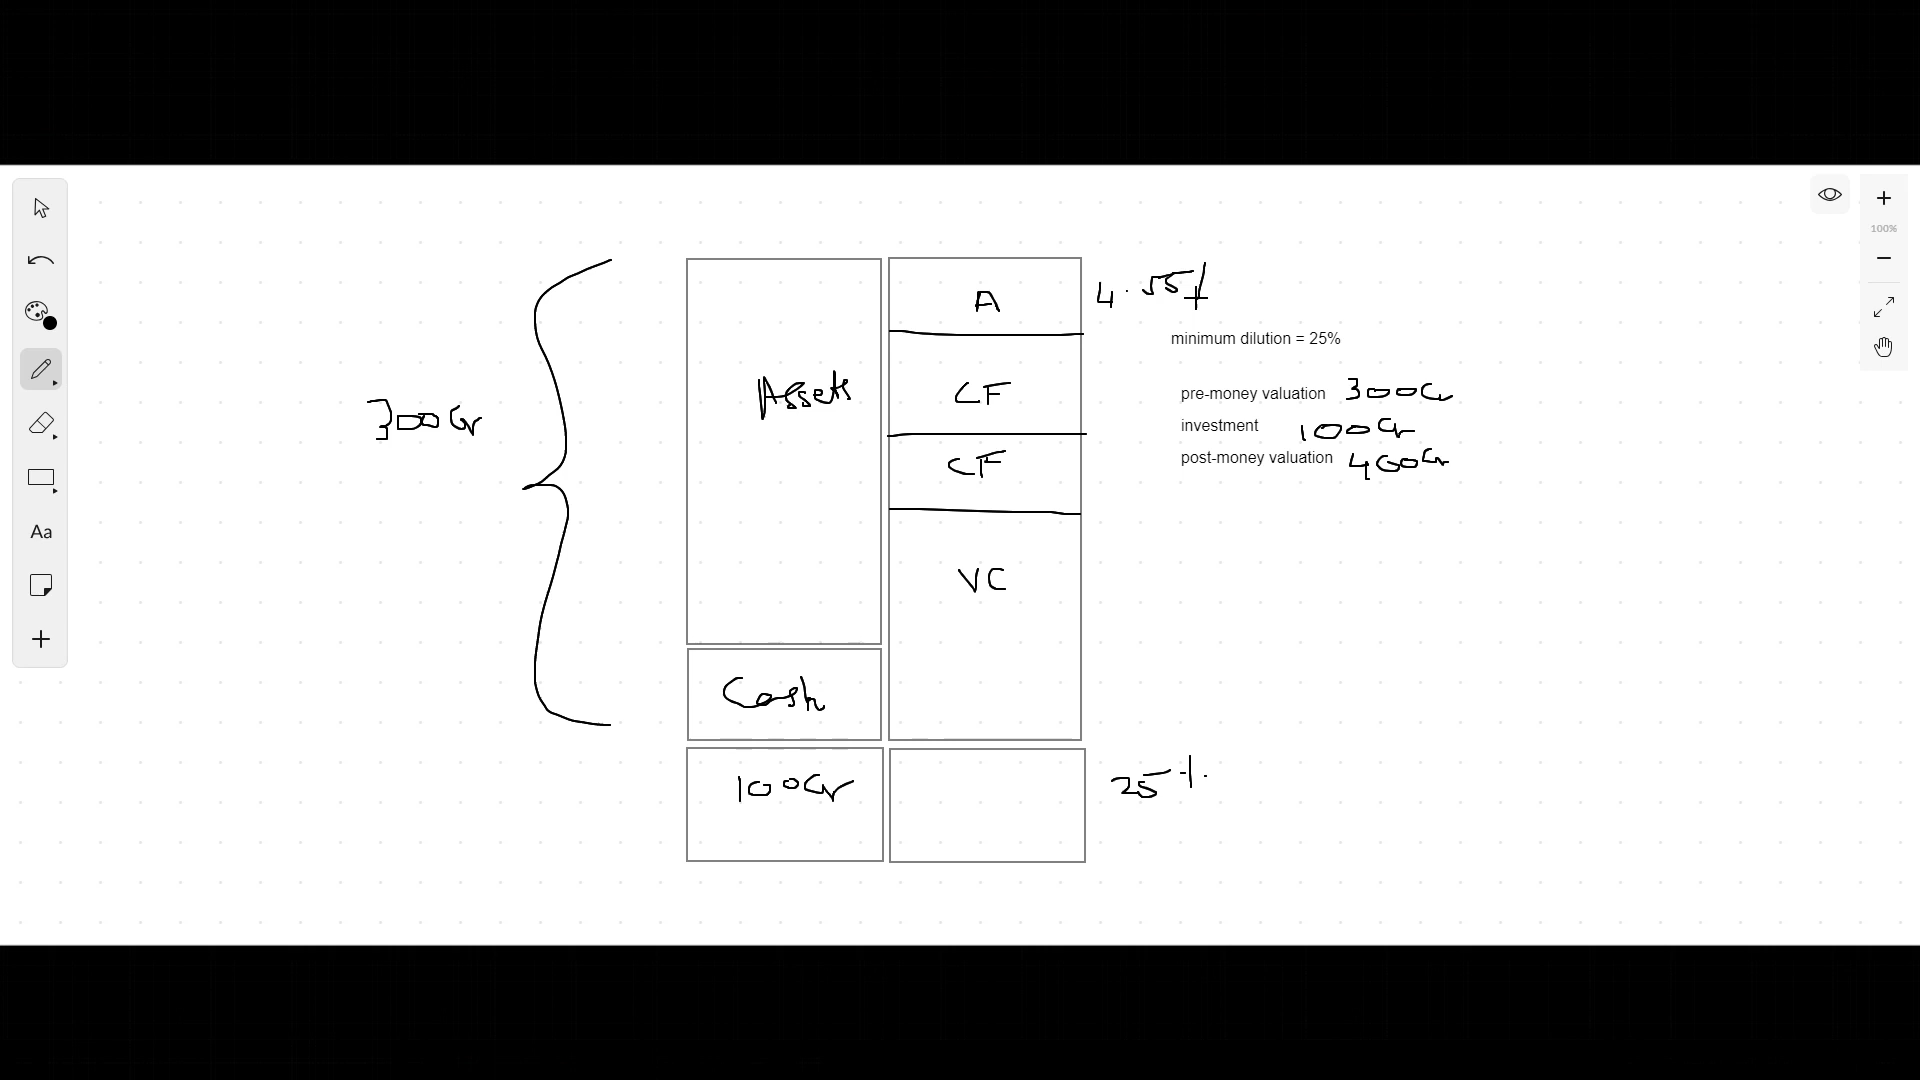 A
4.55%
minimum dilution = 25%
300Cr
Assets
CF
pre-money valuation 300Cr
investment 100Cr
CF
post-money valuation 400Cr
VC
Cash
100Cr
25%
Aa
100%